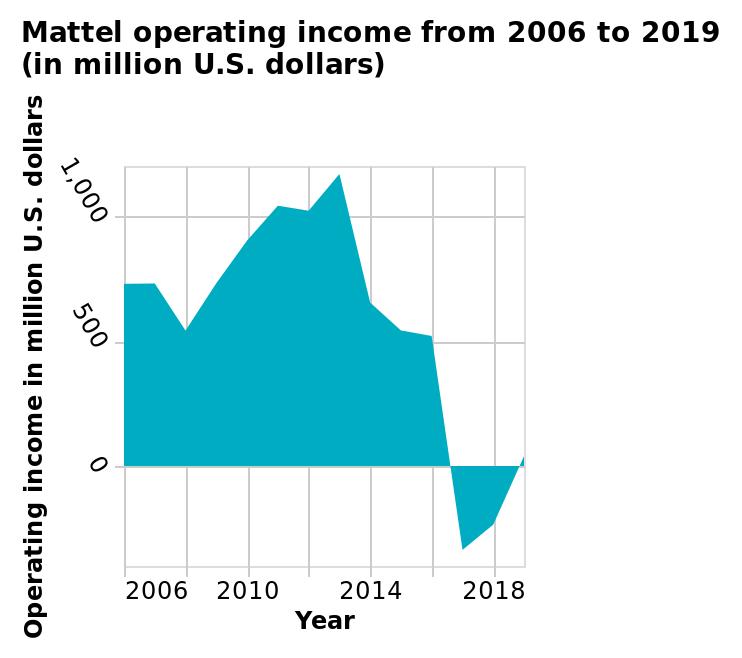 Mattel operating income from 2006 to 2019
(in million U.S. dollars)
Operating income in million U.S. dollars
1,000
500
0
2006 2010 2014 2018
Year